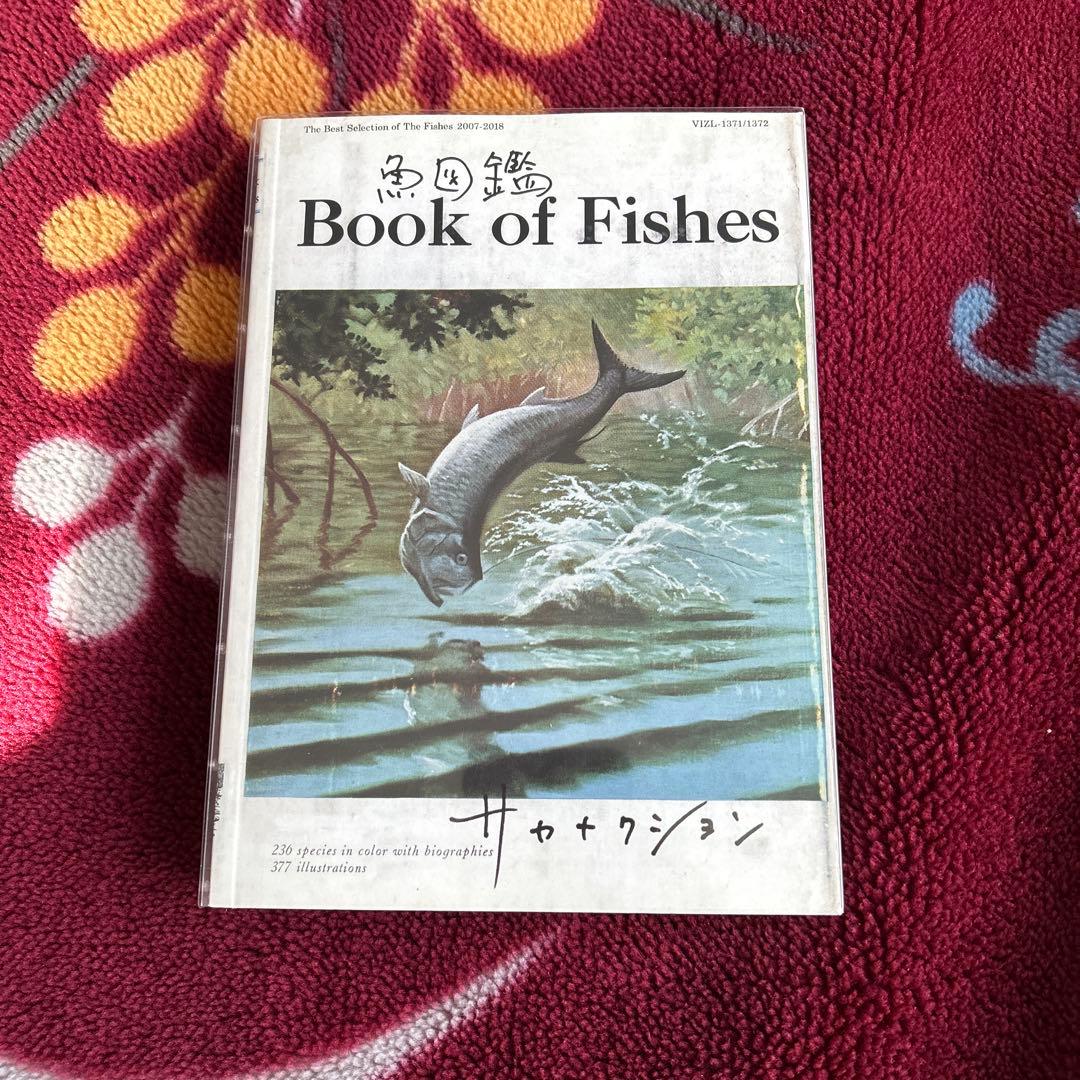 The Best Selection of The Fishes 2007-2018
VIZL-1371/1372
魚図鑑
Book of Fishes
サカナクション
236 species in color with biographies
377 illustrations